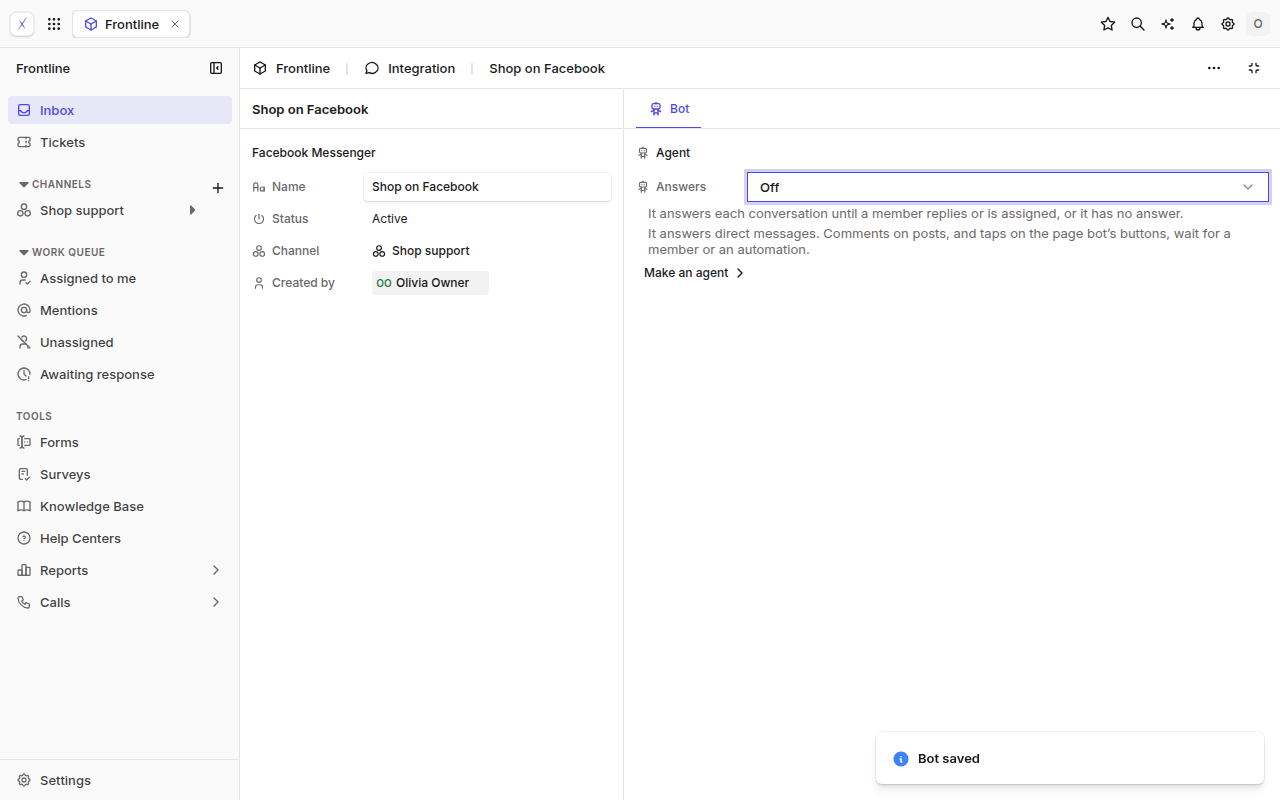 Frontline
O
Frontline
Inbox
Tickets
CHANNELS
Shop support
WORK QUEUE
Assigned to me
Mentions
Unassigned
Awaiting response
TOOLS
Forms
Surveys
Knowledge Base
Help Centers
Reports
Calls
Settings
Frontline | Integration | Shop on Facebook
Shop on Facebook
Facebook Messenger
Name Shop on Facebook
Status Active
Channel Shop support
Created by OO Olivia Owner
Bot
Agent
Answers Off
It answers each conversation until a member replies or is assigned, or it has no answer.
It answers direct messages. Comments on posts, and taps on the page bot's buttons, wait for a
member or an automation.
Make an agent
Bot saved